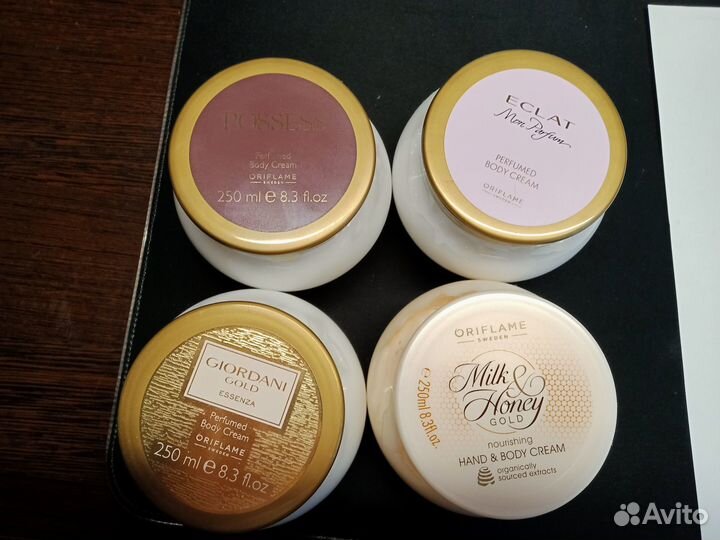 POSSESS
Perfumed
Body Cream
ORIFLAME
SWEDEN
250 ml e 8.3 fl.oz
ECLAT
Mon Parfum
PERFUMED
BODY CREAM
ORIFLAME
SWEDEN
GIORDANI
GOLD
ESSENZA
Perfumed
Body Cream
ORIFLAME
SWEDEN
250 ml e 8.3 fl.oz
ORIFLAME
SWEDEN
Milk &
Honey
GOLD
nourishing
HAND & BODY CREAM
organically
sourced extracts
e 250ml 8.3fl.oz.
Avito